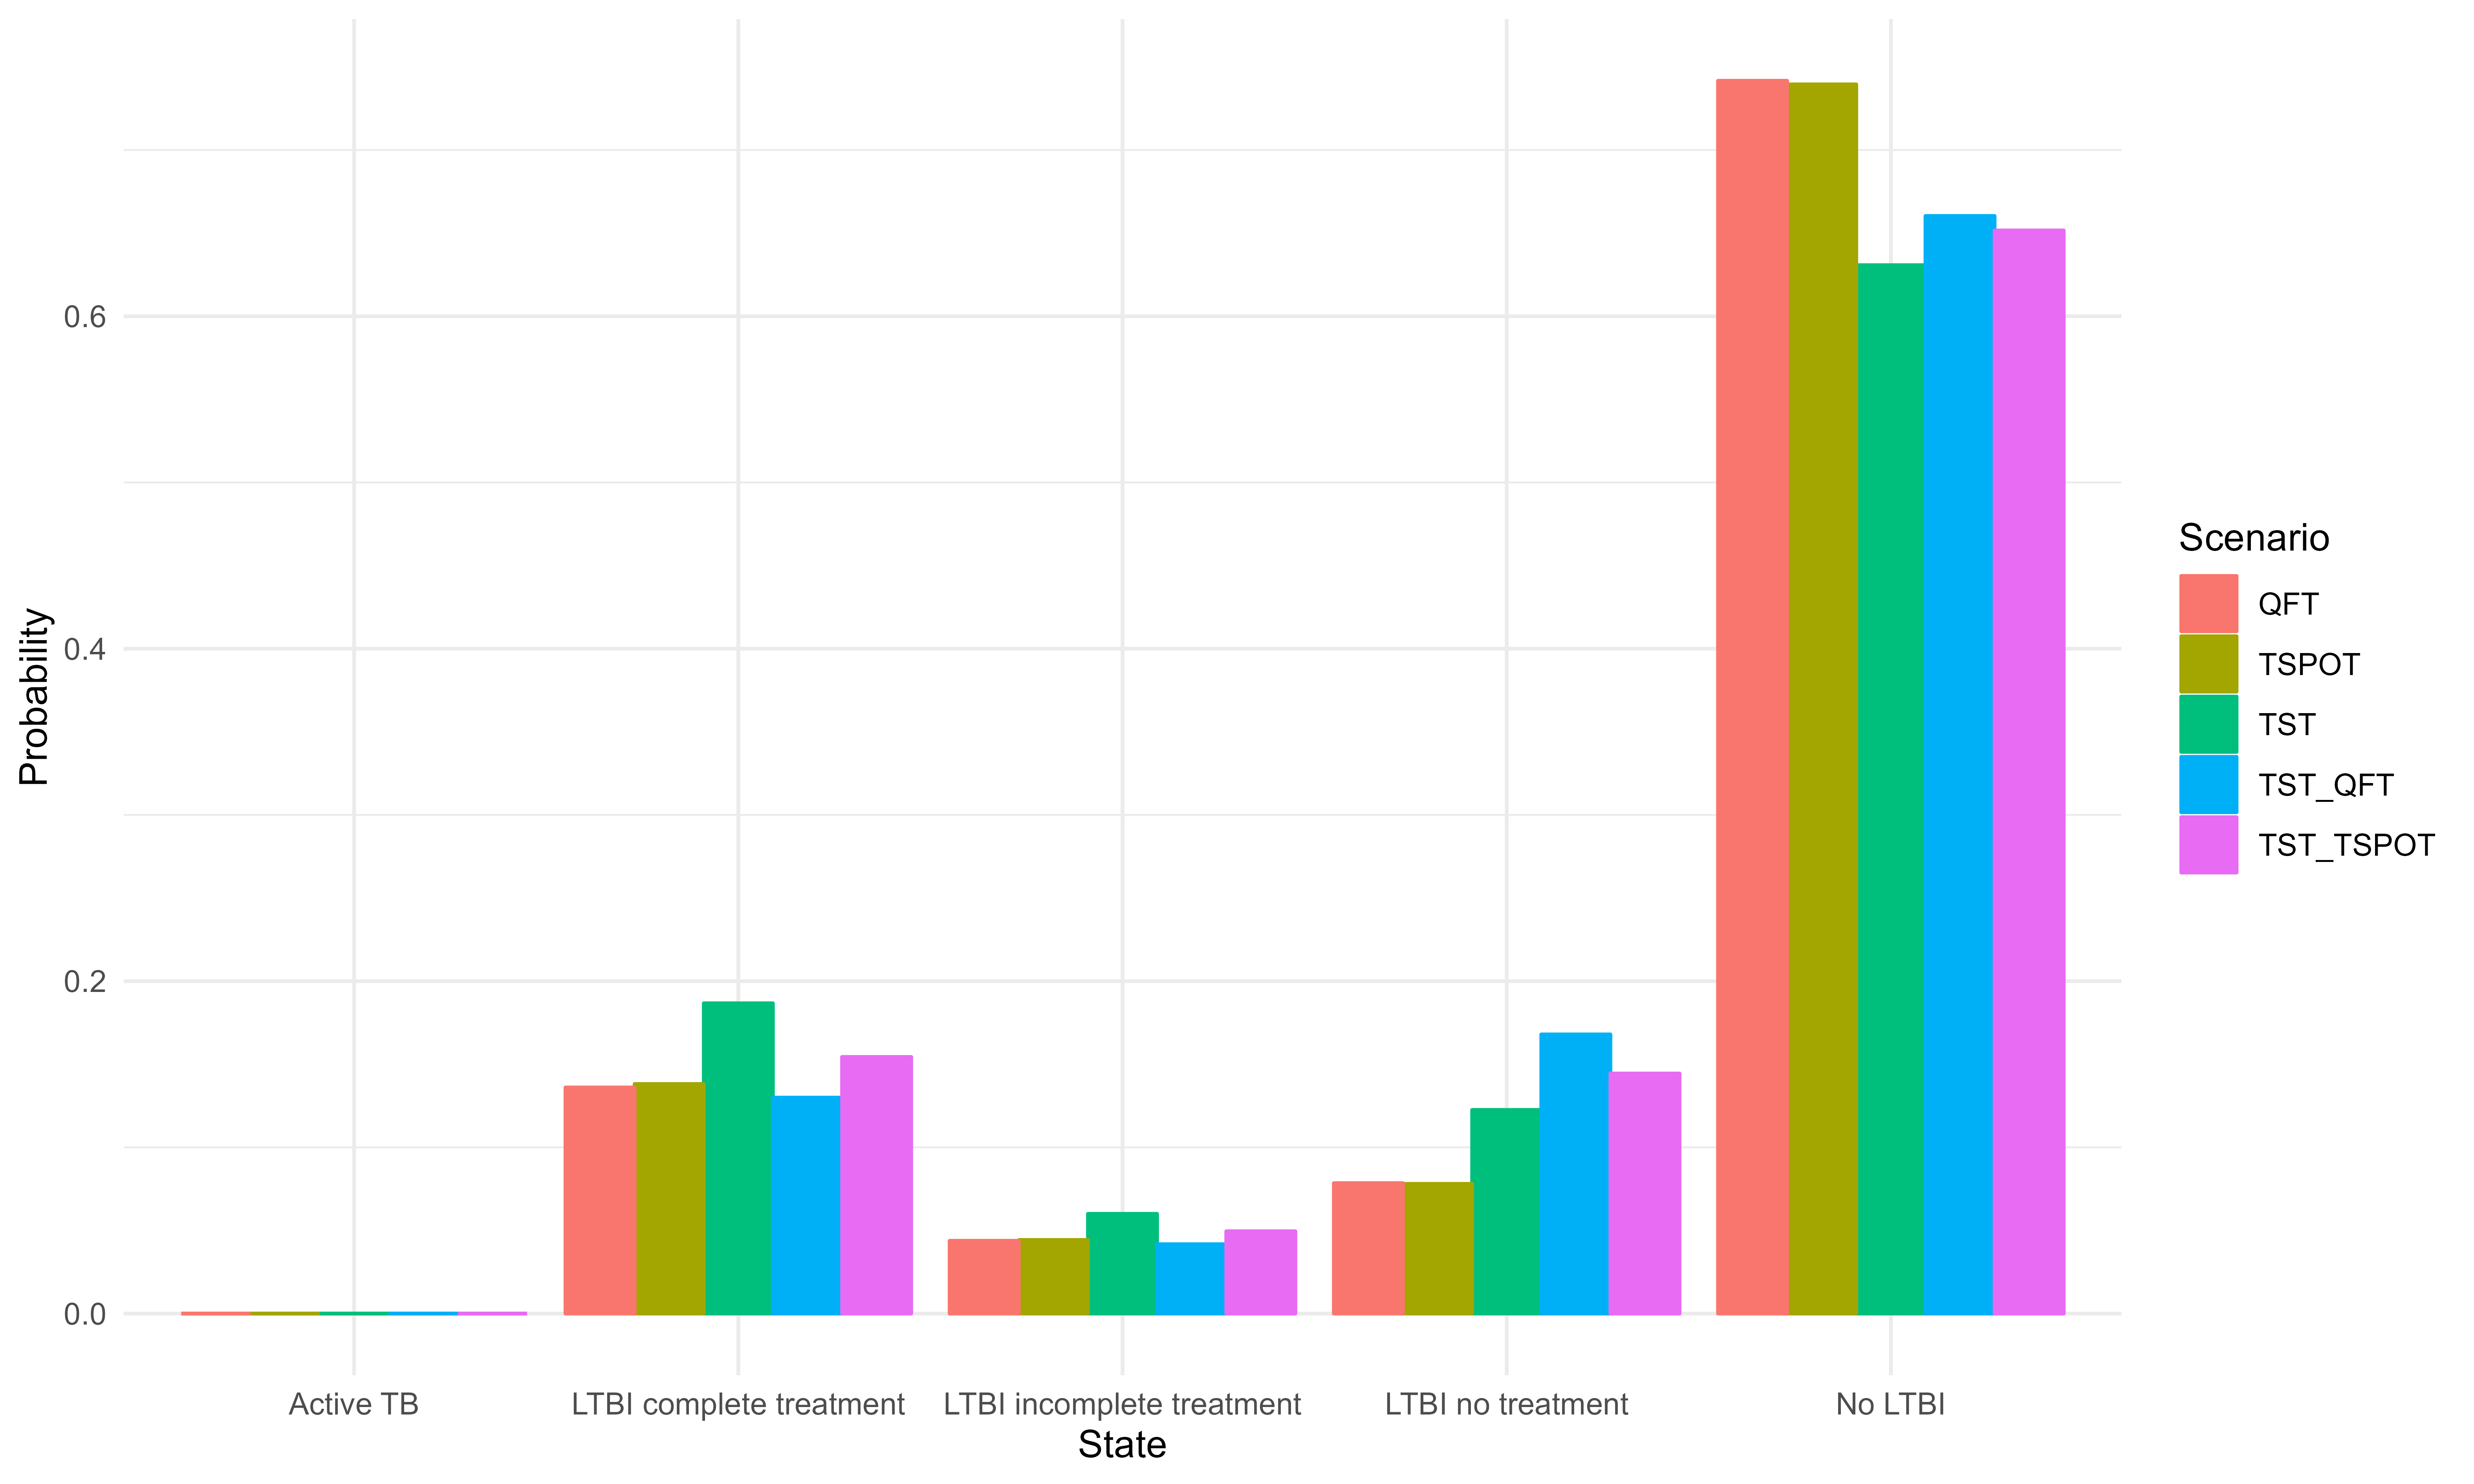 Probability
0.6
0.4
0.2
0.0
Active TB
LTBI complete treatment
LTBI incomplete treatment
LTBI no treatment
No LTBI
State
Scenario
QFT
TSPOT
TST
TST_QFT
TST_TSPOT